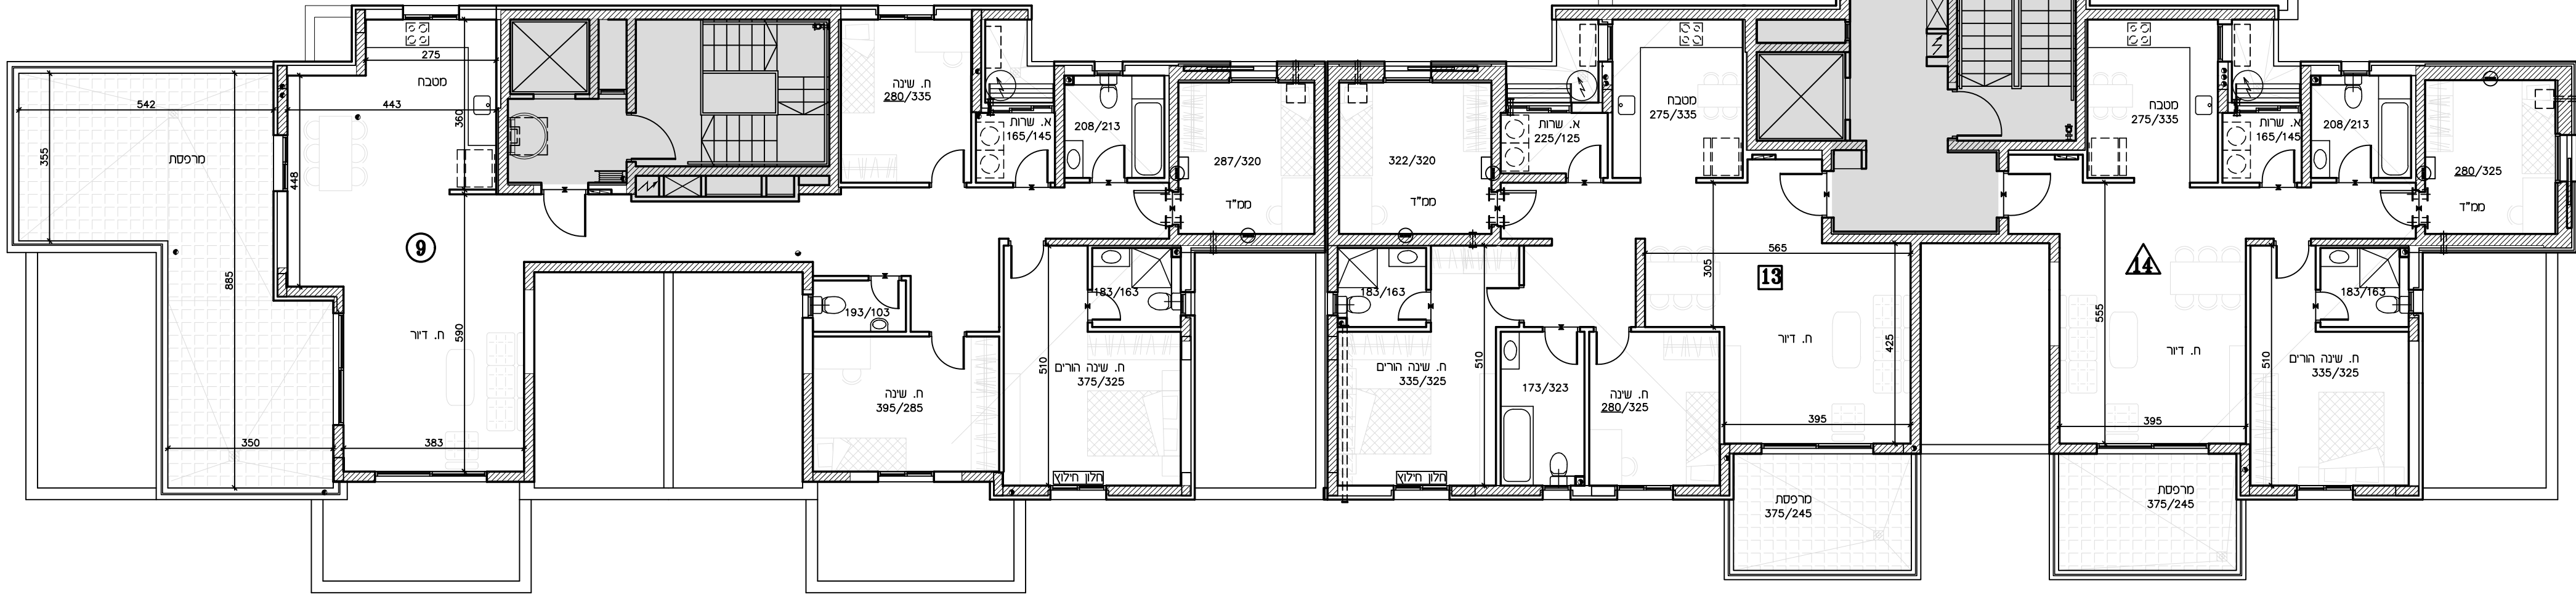 542
מרפסת
355
885
350
275
מטבח
443
360
448
9
590
ח. דיור
383
ח. שינה
280/335
א. שרות
165/145
208/213
287/320
ממ"ד
193/103
ח. שינה
395/285
183/163
510
ח. שינה הורים
375/325
חלון חילוץ
322/320
ממ"ד
א. שרות
225/125
מטבח
275/335
183/163
510
ח. שינה הורים
335/325
חלון חילוץ
173/323
ח. שינה
280/325
565
305
13
ח. דיור
425
395
מרפסת
375/245
מטבח
275/335
א. שרות
165/145
208/213
280/325
ממ"ד
14
555
ח. דיור
395
183/163
510
ח. שינה הורים
335/325
מרפסת
375/245